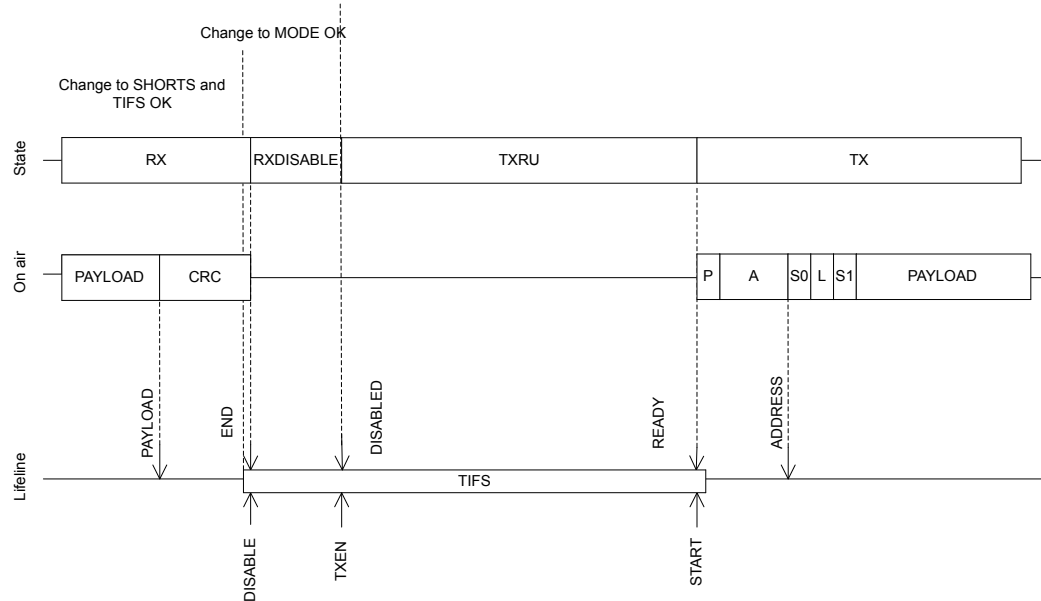 Change to MODE OK
Change to SHORTS and
TIFS OK
State
RX
RXDISABLE
TXRU
TX
On air
PAYLOAD
CRC
P
A
S0
L
S1
PAYLOAD
PAYLOAD
END
DISABLED
READY
ADDRESS
Lifeline
TIFS
DISABLE
TXEN
START